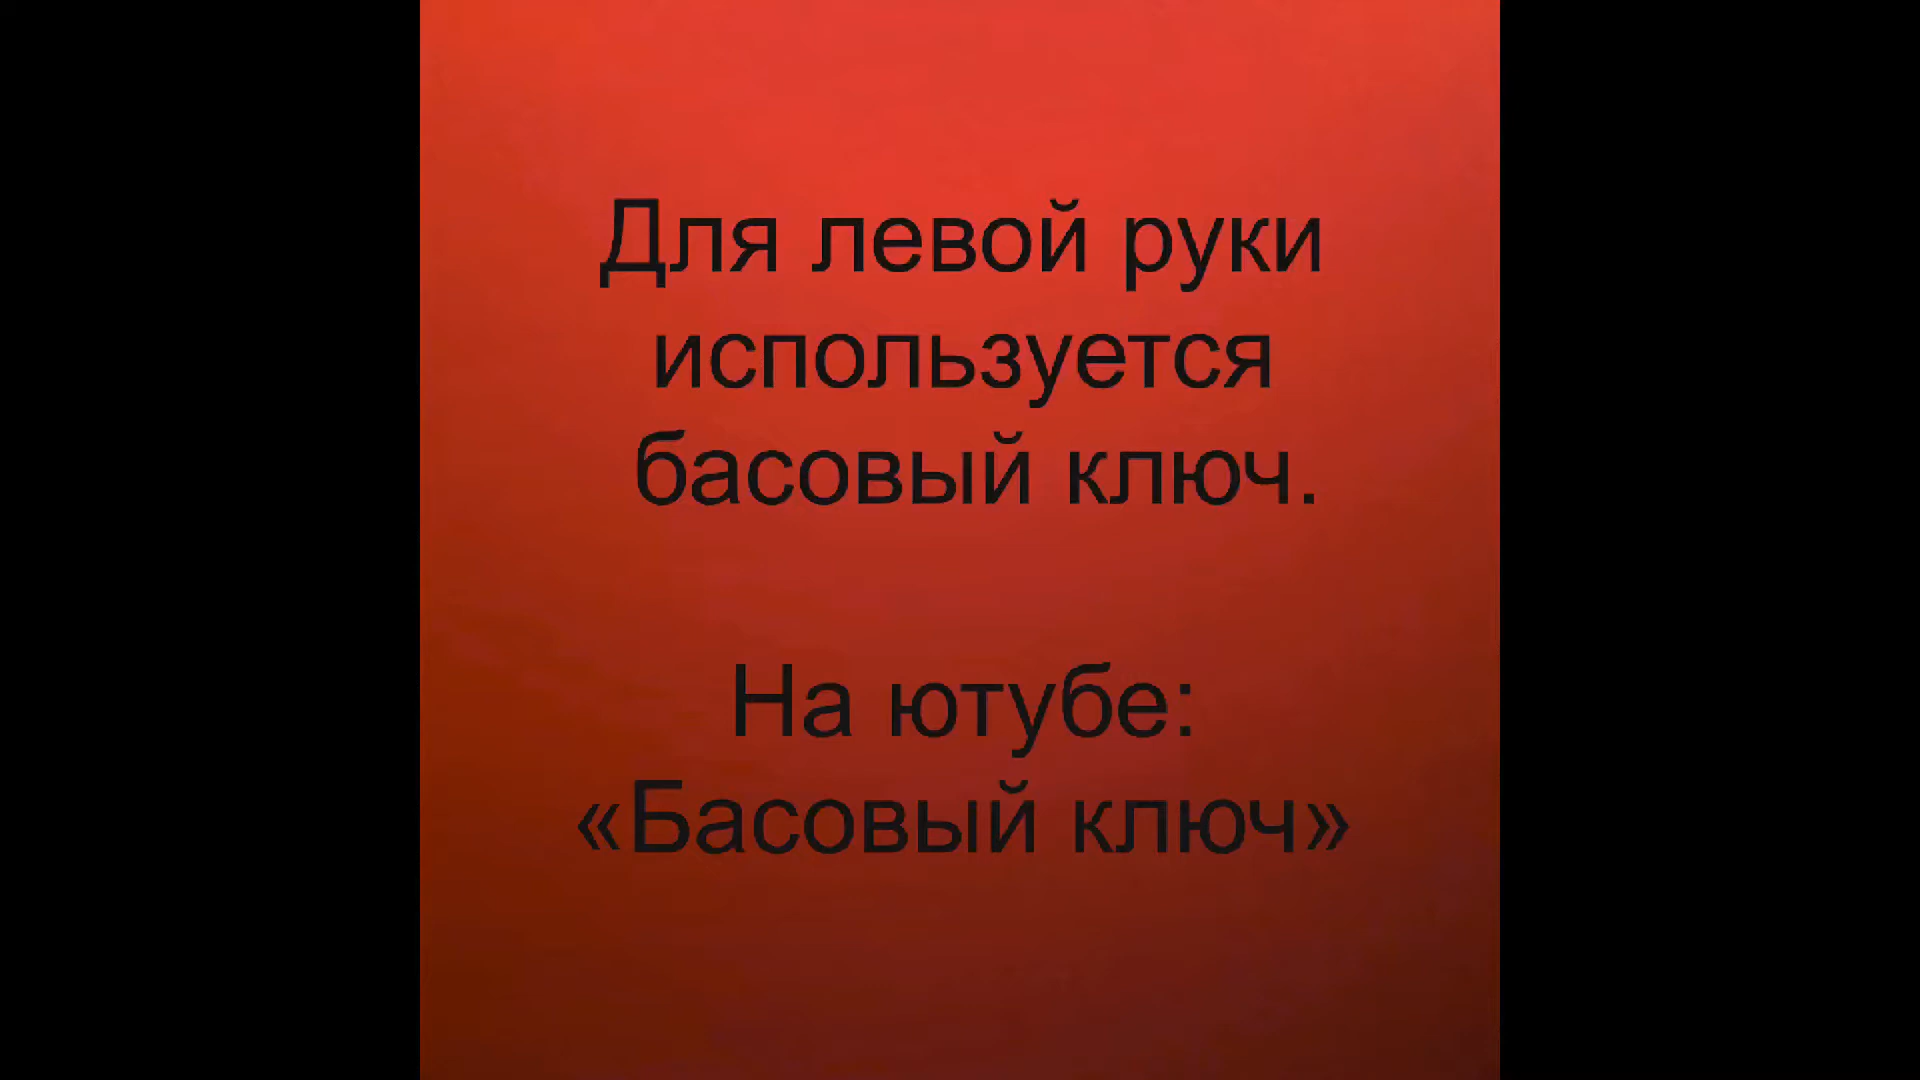 Для левой руки
используется
басовый ключ.
На ютубе:
«Басовый ключ»